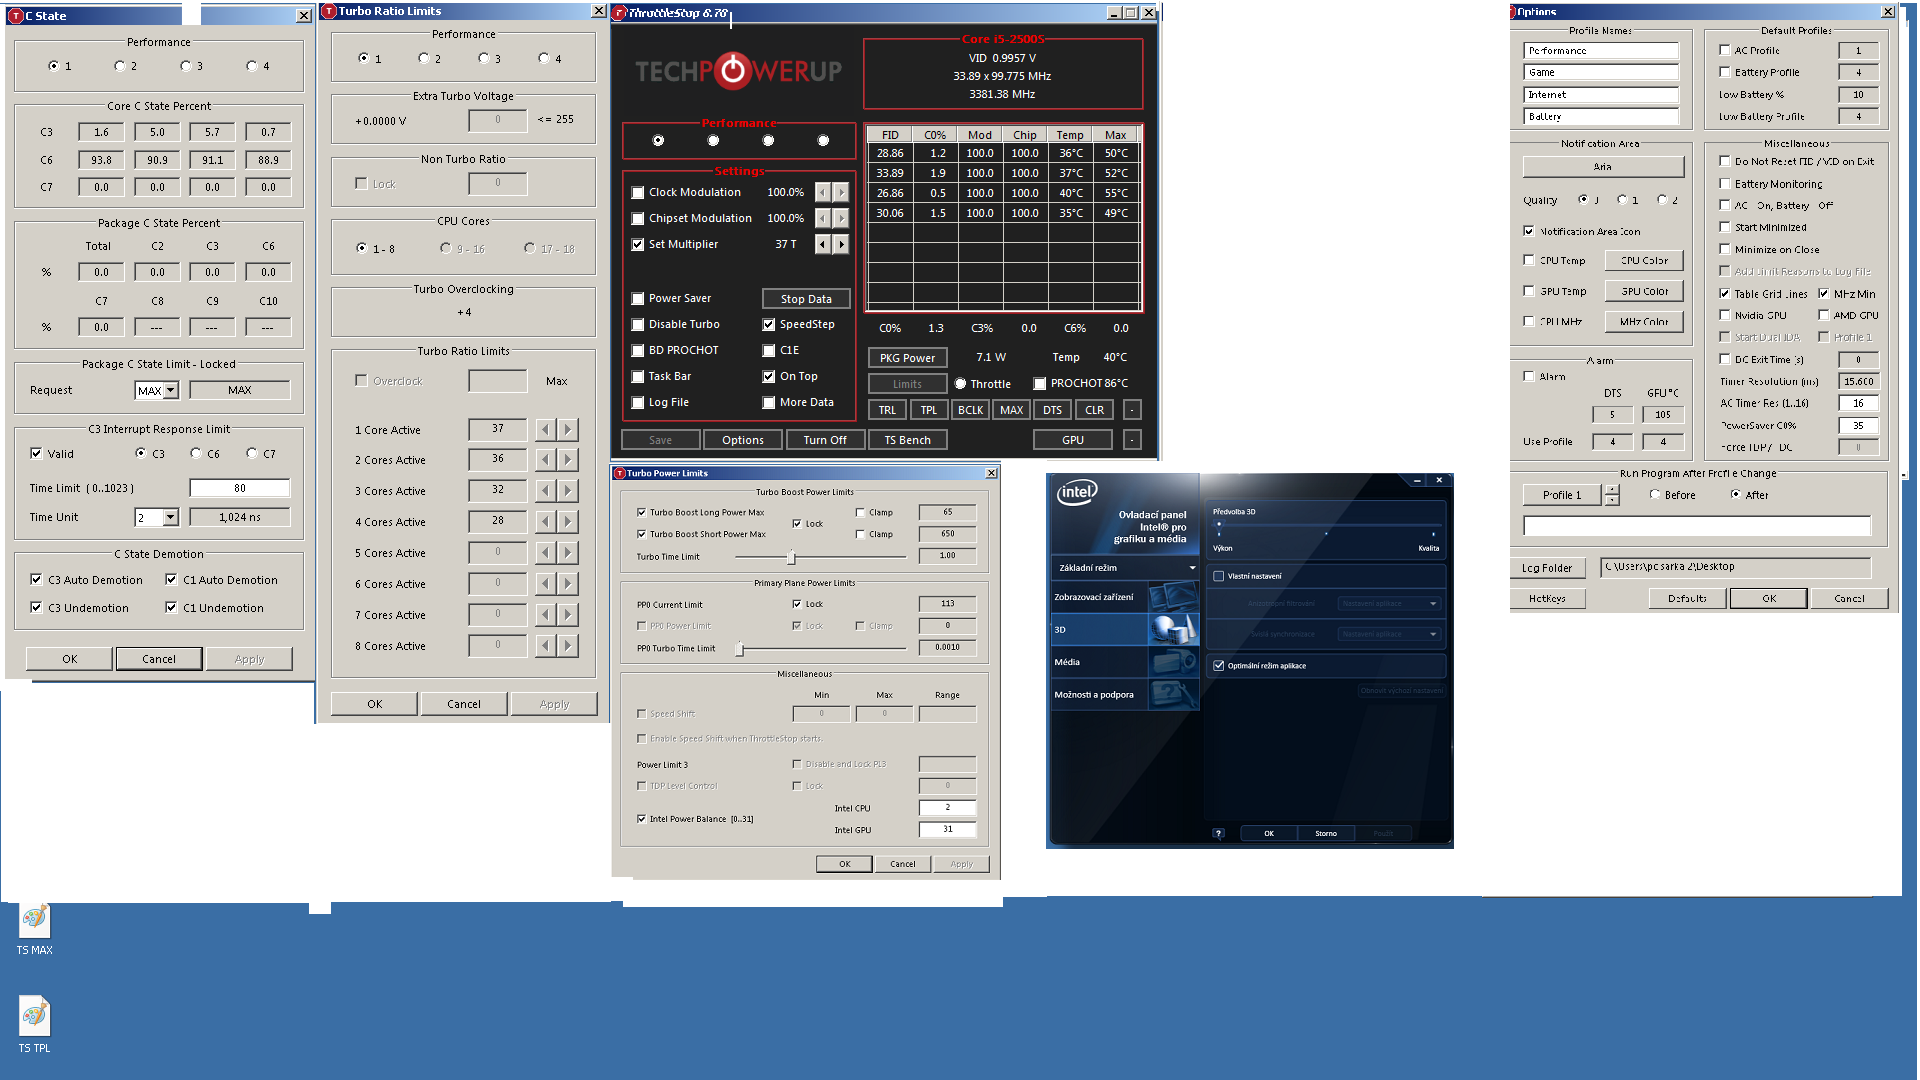 C State
Performance
1 2 3 4
Core C State Percent
C3 1.6 5.0 5.7 0.7
C6 93.8 90.9 91.1 88.9
C7 0.0 0.0 0.0 0.0
Package C State Percent
Total C2 C3 C6
% 0.0 0.0 0.0 0.0
C7 C8 C9 C10
% 0.0 --- --- ---
Package C State Limit - Locked
Request MAX MAX
C3 Interrupt Response Limit
Valid C3 C6 C7
Time Limit ( 0..1023 ) 80
Time Unit 2 1,024 ns
C State Demotion
C3 Auto Demotion C1 Auto Demotion
C3 Undemotion C1 Undemotion
OK Cancel Apply
Turbo Ratio Limits
Performance
1 2 3 4
Extra Turbo Voltage
+0.0000 V 0 <= 255
Non Turbo Ratio
Lock 0
CPU Cores
1 - 8 9 - 16 17 - 18
Turbo Overclocking
+4
Turbo Ratio Limits
Overclock Max
1 Core Active 37
2 Cores Active 36
3 Cores Active 32
4 Cores Active 28
5 Cores Active 0
6 Cores Active 0
7 Cores Active 0
8 Cores Active 0
OK Cancel Apply
ThrottleStop 8.78
TECHPOWERUP
Core i5-2500S
VID 0.9957 V
33.89 x 99.775 MHz
3381.38 MHz
Performance
Settings
Clock Modulation 100.0%
Chipset Modulation 100.0%
Set Multiplier 37 T
Power Saver Stop Data
Disable Turbo SpeedStep
BD PROCHOT C1E
Task Bar On Top
Log File More Data
Save Options Turn Off TS Bench
FID C0% Mod Chip Temp Max
28.86 1.2 100.0 100.0 36°C 50°C
33.89 1.9 100.0 100.0 37°C 52°C
26.86 0.5 100.0 100.0 40°C 55°C
30.06 1.5 100.0 100.0 35°C 49°C
C0% 1.3 C3% 0.0 C6% 0.0
PKG Power 7.1 W Temp 40°C
Limits Throttle PROCHOT 86°C
TRL TPL BCLK MAX DTS CLR -
GPU -
Turbo Power Limits
Turbo Boost Power Limits
Turbo Boost Long Power Max Lock Clamp 65
Turbo Boost Short Power Max Clamp 650
Turbo Time Limit 1.00
Primary Plane Power Limits
PP0 Current Limit Lock 113
PP0 Power Limit Lock Clamp 0
PP0 Turbo Time Limit 0.0010
Miscellaneous
Min Max Range
Speed Shift 0 0
Enable Speed Shift when ThrottleStop starts.
Power Limit 3 Disable and Lock PL3
TDP Level Control Lock 0
Intel CPU 2
Intel Power Balance [0..31]
Intel GPU 31
OK Cancel Apply
intel
Ovladací panel
Intel® pro
grafiku a média
Základní režim
Zobrazovací zařízení
3D
Média
Možnosti a podpora
Předvolba 3D
Výkon Kvalita
Vlastní nastavení
Anizotropní filtrování Nastavení aplikace
Svislé synchronizace Nastavení aplikace
Optimální režim aplikace
Obnovit výchozí nastavení
? OK Storno Použít
Options
Profile Names
Performance
Game
Internet
Battery
Default Profiles
AC Profile 1
Battery Profile 4
Low Battery % 10
Low Battery Profile 4
Notification Area
Aria
Quality 0 1 2
Notification Area Icon
CPU Temp CPU Color
GPU Temp GPU Color
CPU MHz MHz Color
Alarm
Alarm
DTS GPU °C
5 105
Use Profile 4 4
Miscellaneous
Do Not Reset FID / VID on Exit
Battery Monitoring
AC - On, Battery - Off
Start Minimized
Minimize on Close
Add Limit Reasons to Log File
Table Grid Lines MHz Min
Nvidia GPU AMD GPU
Start Dual IDA Profile 1
DC Exit Time (s) 0
Timer Resolution (ms) 15.600
AC Timer Res (1..16) 16
PowerSaver C0% 35
Force TDP / TDC 0
Run Program After Profile Change
Profile 1 Before After
Log Folder C:\Users\pc sarka 2\Desktop
HotKeys Defaults OK Cancel
TS MAX
TS TPL